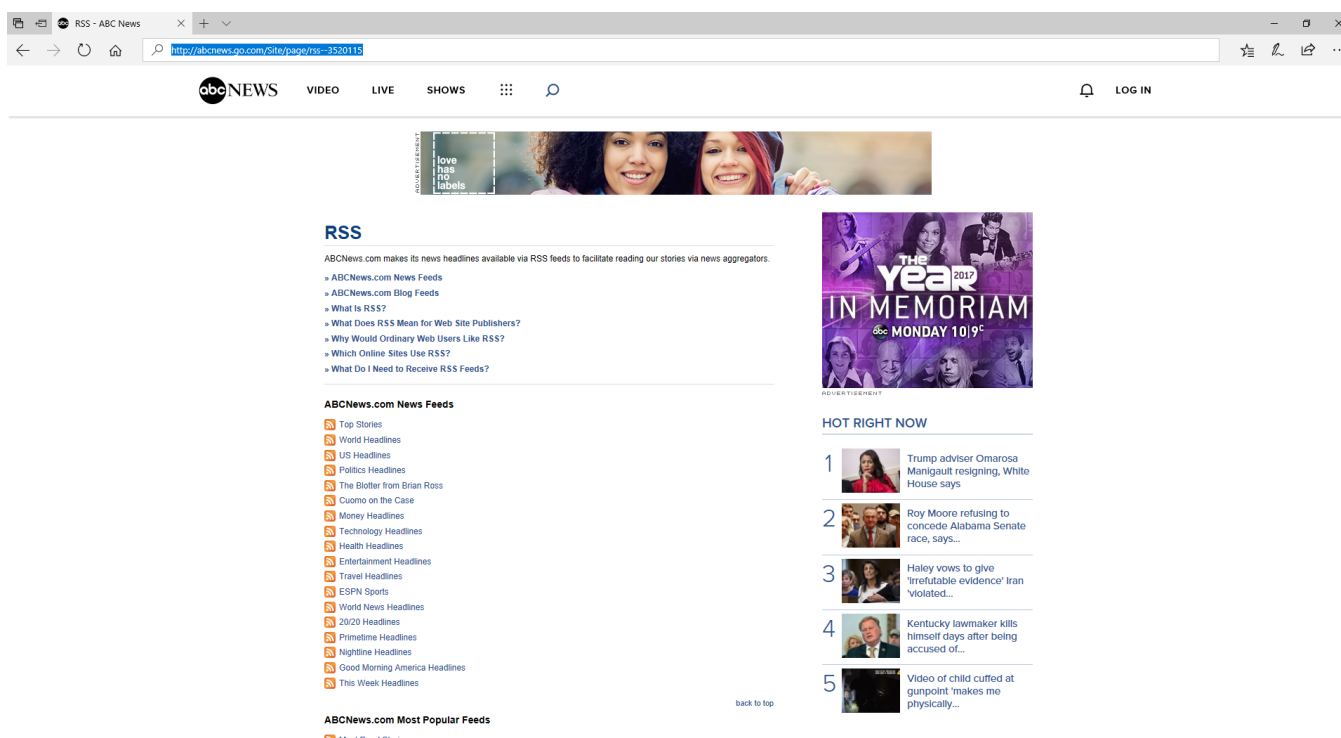 RSS - ABC News
http://abcnews.go.com/Site/page/rss--3520115
abc NEWS VIDEO LIVE SHOWS LOG IN
ADVERTISEMENT
love
has
no
labels
RSS
ABCNews.com makes its news headlines available via RSS feeds to facilitate reading our stories via news aggregators.
» ABCNews.com News Feeds
» ABCNews.com Blog Feeds
» What Is RSS?
» What Does RSS Mean for Web Site Publishers?
» Why Would Ordinary Web Users Like RSS?
» Which Online Sites Use RSS?
» What Do I Need to Receive RSS Feeds?
ABCNews.com News Feeds
Top Stories
World Headlines
US Headlines
Politics Headlines
The Blotter from Brian Ross
Cuomo on the Case
Money Headlines
Technology Headlines
Health Headlines
Entertainment Headlines
Travel Headlines
ESPN Sports
World News Headlines
20/20 Headlines
Primetime Headlines
Nightline Headlines
Good Morning America Headlines
This Week Headlines
back to top
ABCNews.com Most Popular Feeds
THE
YEAR 2017
IN MEMORIAM
abc MONDAY 10|9c
ADVERTISEMENT
HOT RIGHT NOW
1 Trump adviser Omarosa
Manigault resigning, White
House says
2 Roy Moore refusing to
concede Alabama Senate
race, says...
3 Haley vows to give
'irrefutable evidence' Iran
'violated...
4 Kentucky lawmaker kills
himself days after being
accused of...
5 Video of child cuffed at
gunpoint 'makes me
physically...